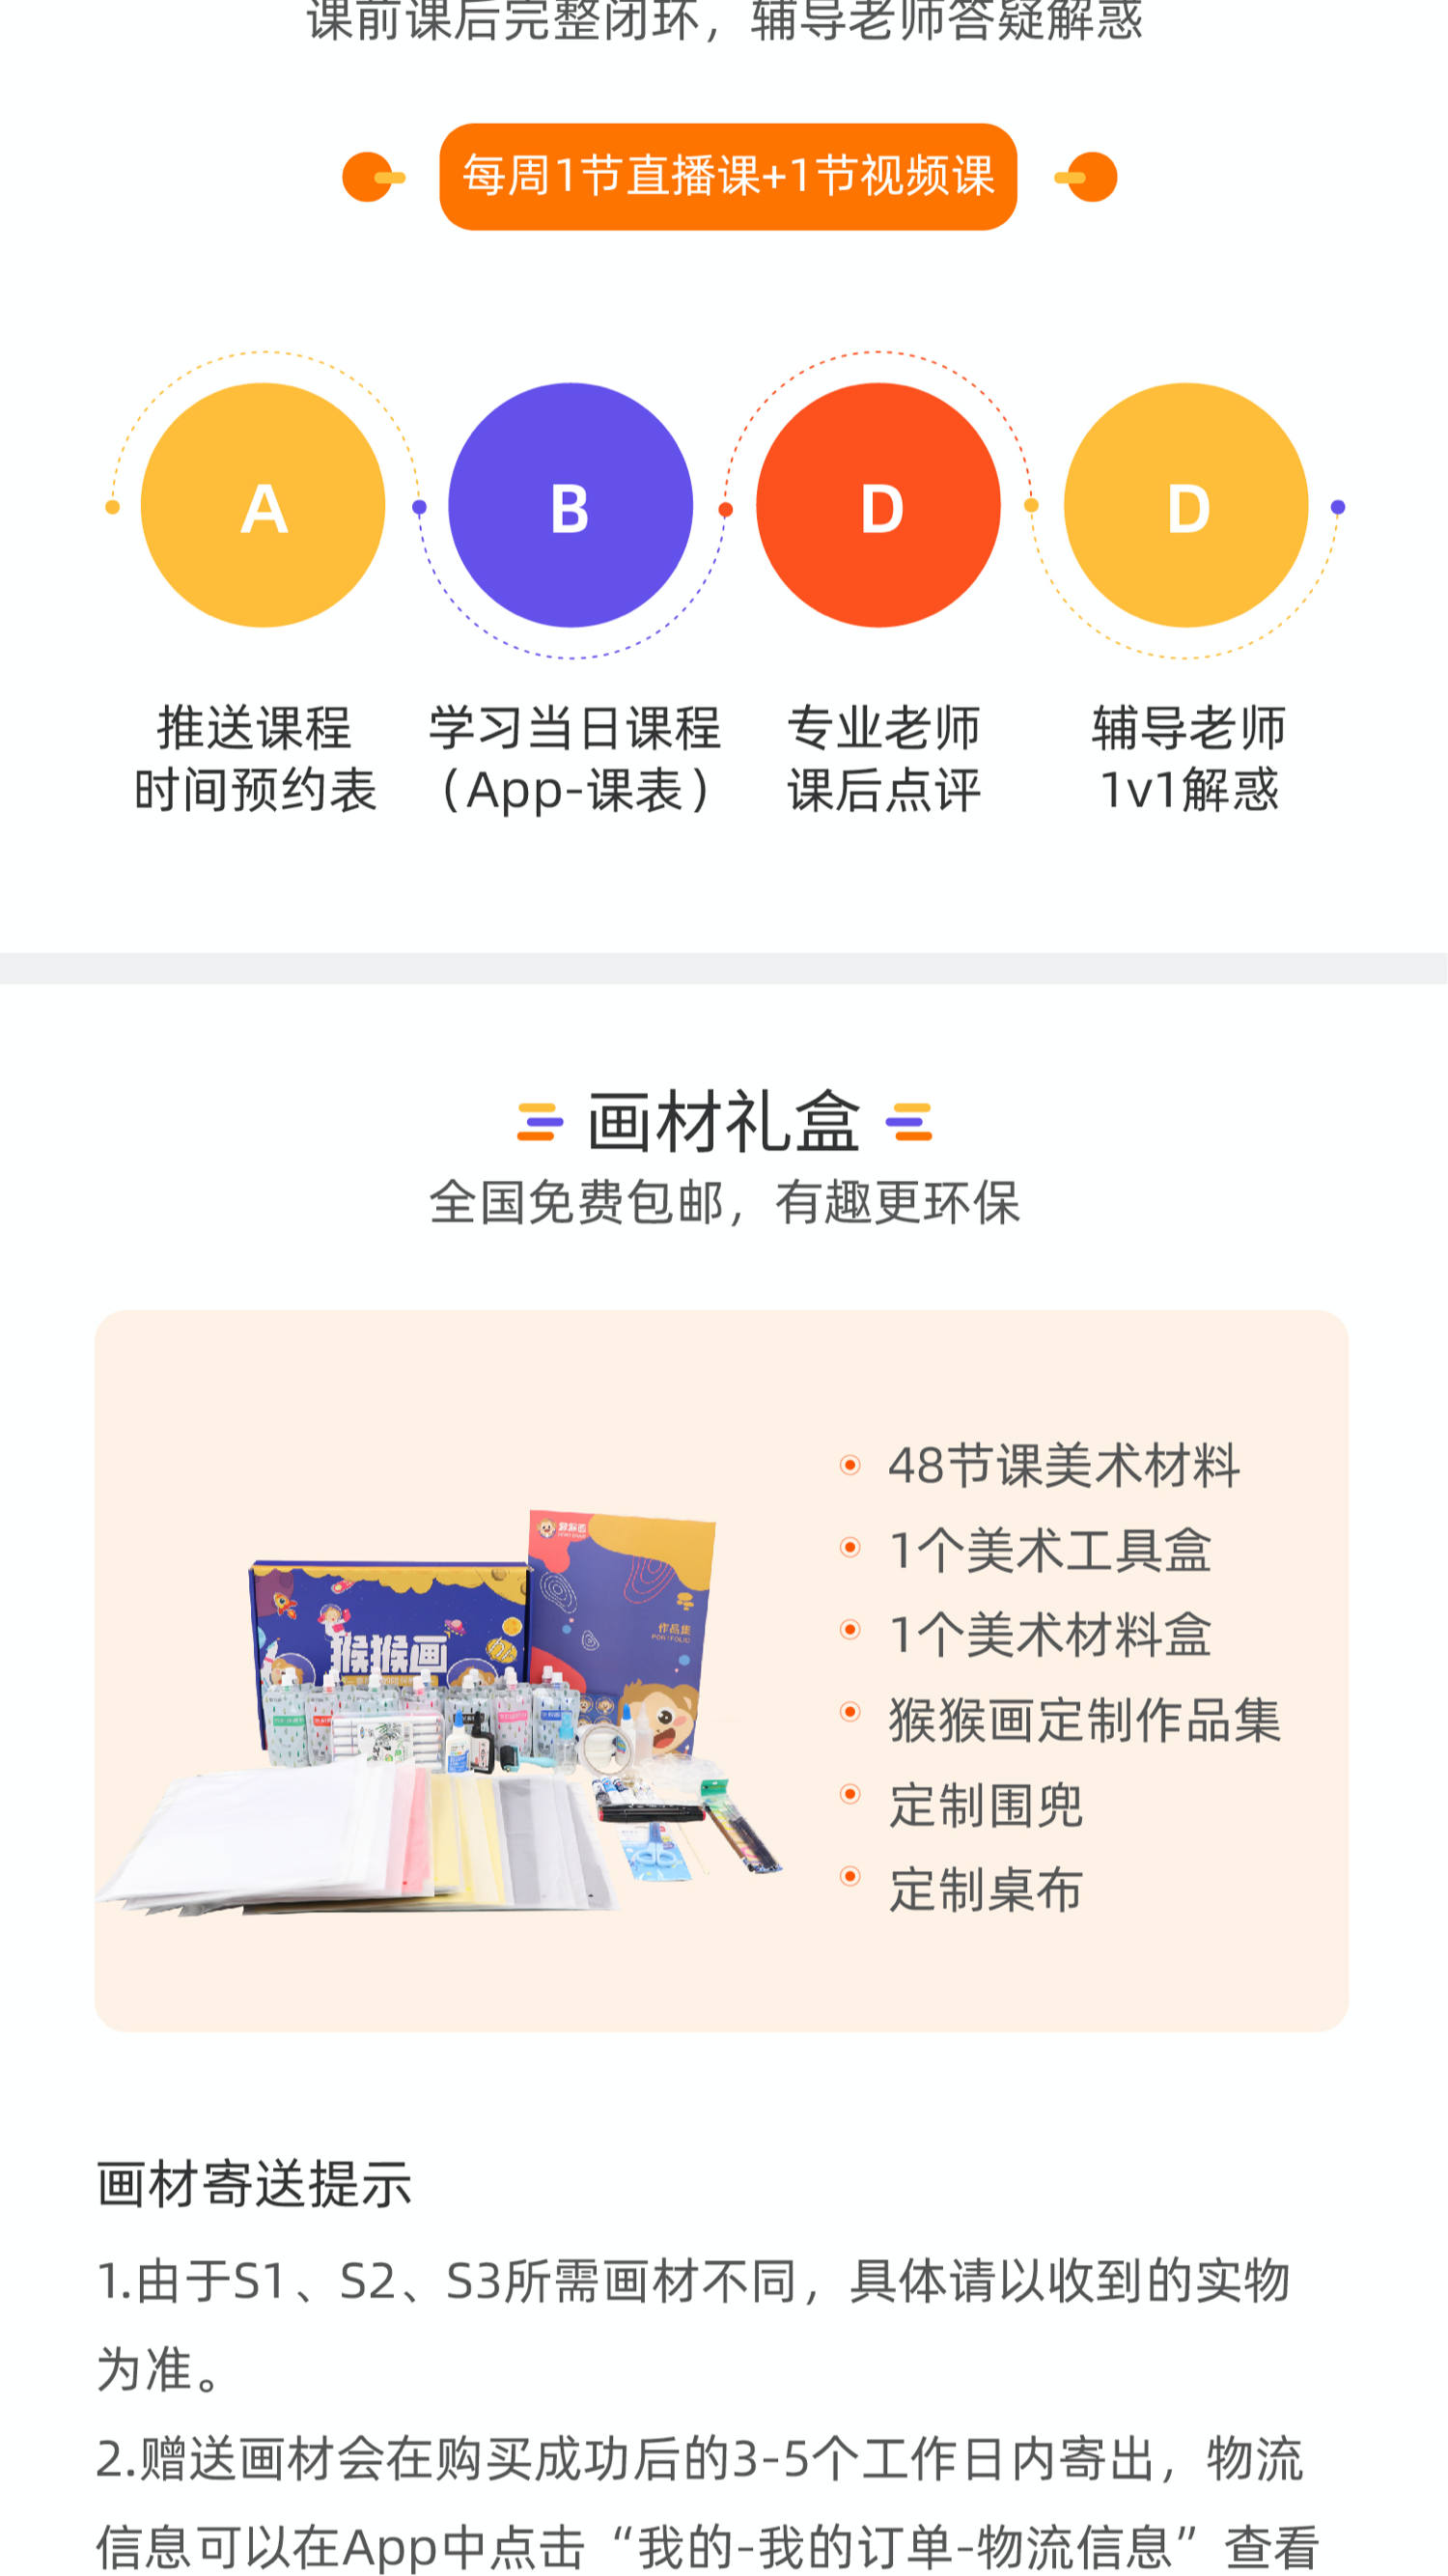 课前课后完整闭环，辅导老师答疑解惑
每周1节直播课+1节视频课
A
B
D
D
推送课程
时间预约表
学习当日课程
（App-课表）
专业老师
课后点评
辅导老师
1v1解惑
画材礼盒
全国免费包邮，有趣更环保
猴猴画
作品集
猴猴画
48节课美术材料
1个美术工具盒
1个美术材料盒
猴猴画定制作品集
定制围兜
定制桌布
画材寄送提示
1.由于S1、S2、S3所需画材不同，具体请以收到的实物
为准。
2.赠送画材会在购买成功后的3-5个工作日内寄出，物流
信息可以在App中点击“我的-我的订单-物流信息”查看